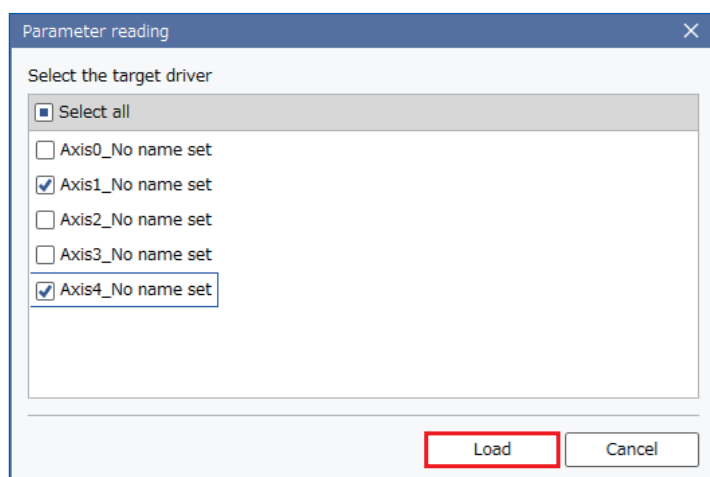 Parameter reading
Select the target driver
Select all
Axis0_No name set
Axis1_No name set
Axis2_No name set
Axis3_No name set
Axis4_No name set
Load Cancel